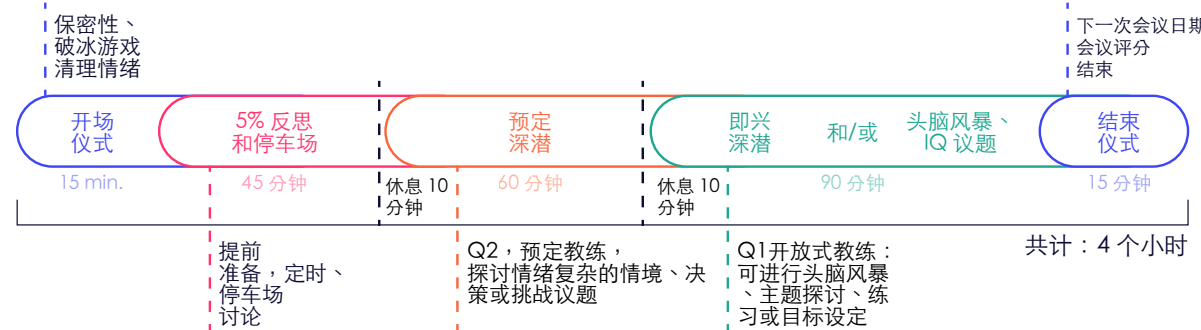 保密性、
破冰游戏
清理情绪
下一次会议日期
会议评分
结束
开场
仪式
5% 反思
和停车场
预定
深潜
即兴
深潜
和/或
头脑风暴、
IQ 议题
结束
仪式
15 min.
45 分钟
休息 10
分钟
60 分钟
休息 10
分钟
90 分钟
15 分钟
共计：4 个小时
提前
准备，定时、
停车场
讨论
Q2，预定教练，
探讨情绪复杂的情境、决
策或挑战议题
Q1开放式教练：
可进行头脑风暴
、主题探讨、练
习或目标设定